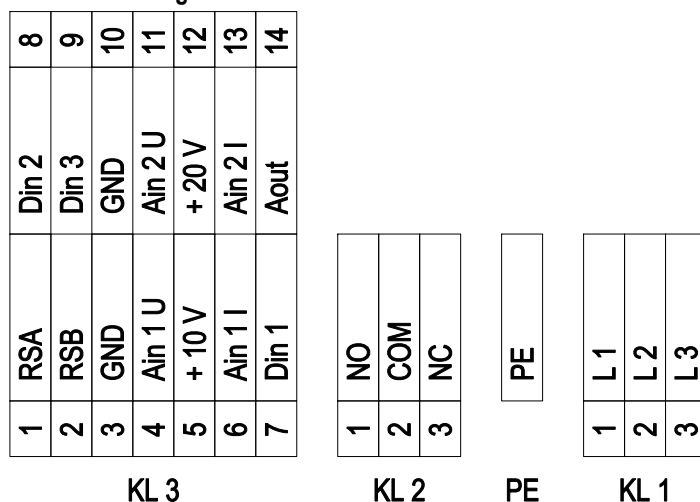 8 9 10 11 12 13 14
Din 2 Din 3 GND Ain 2 U + 20 V Ain 2 I Aout
RSA RSB GND Ain 1 U + 10 V Ain 1 I Din 1
1 2 3 4 5 6 7
NO COM NC
1 2 3
PE
L 1 L 2 L 3
1 2 3
KL 3 KL 2 PE KL 1